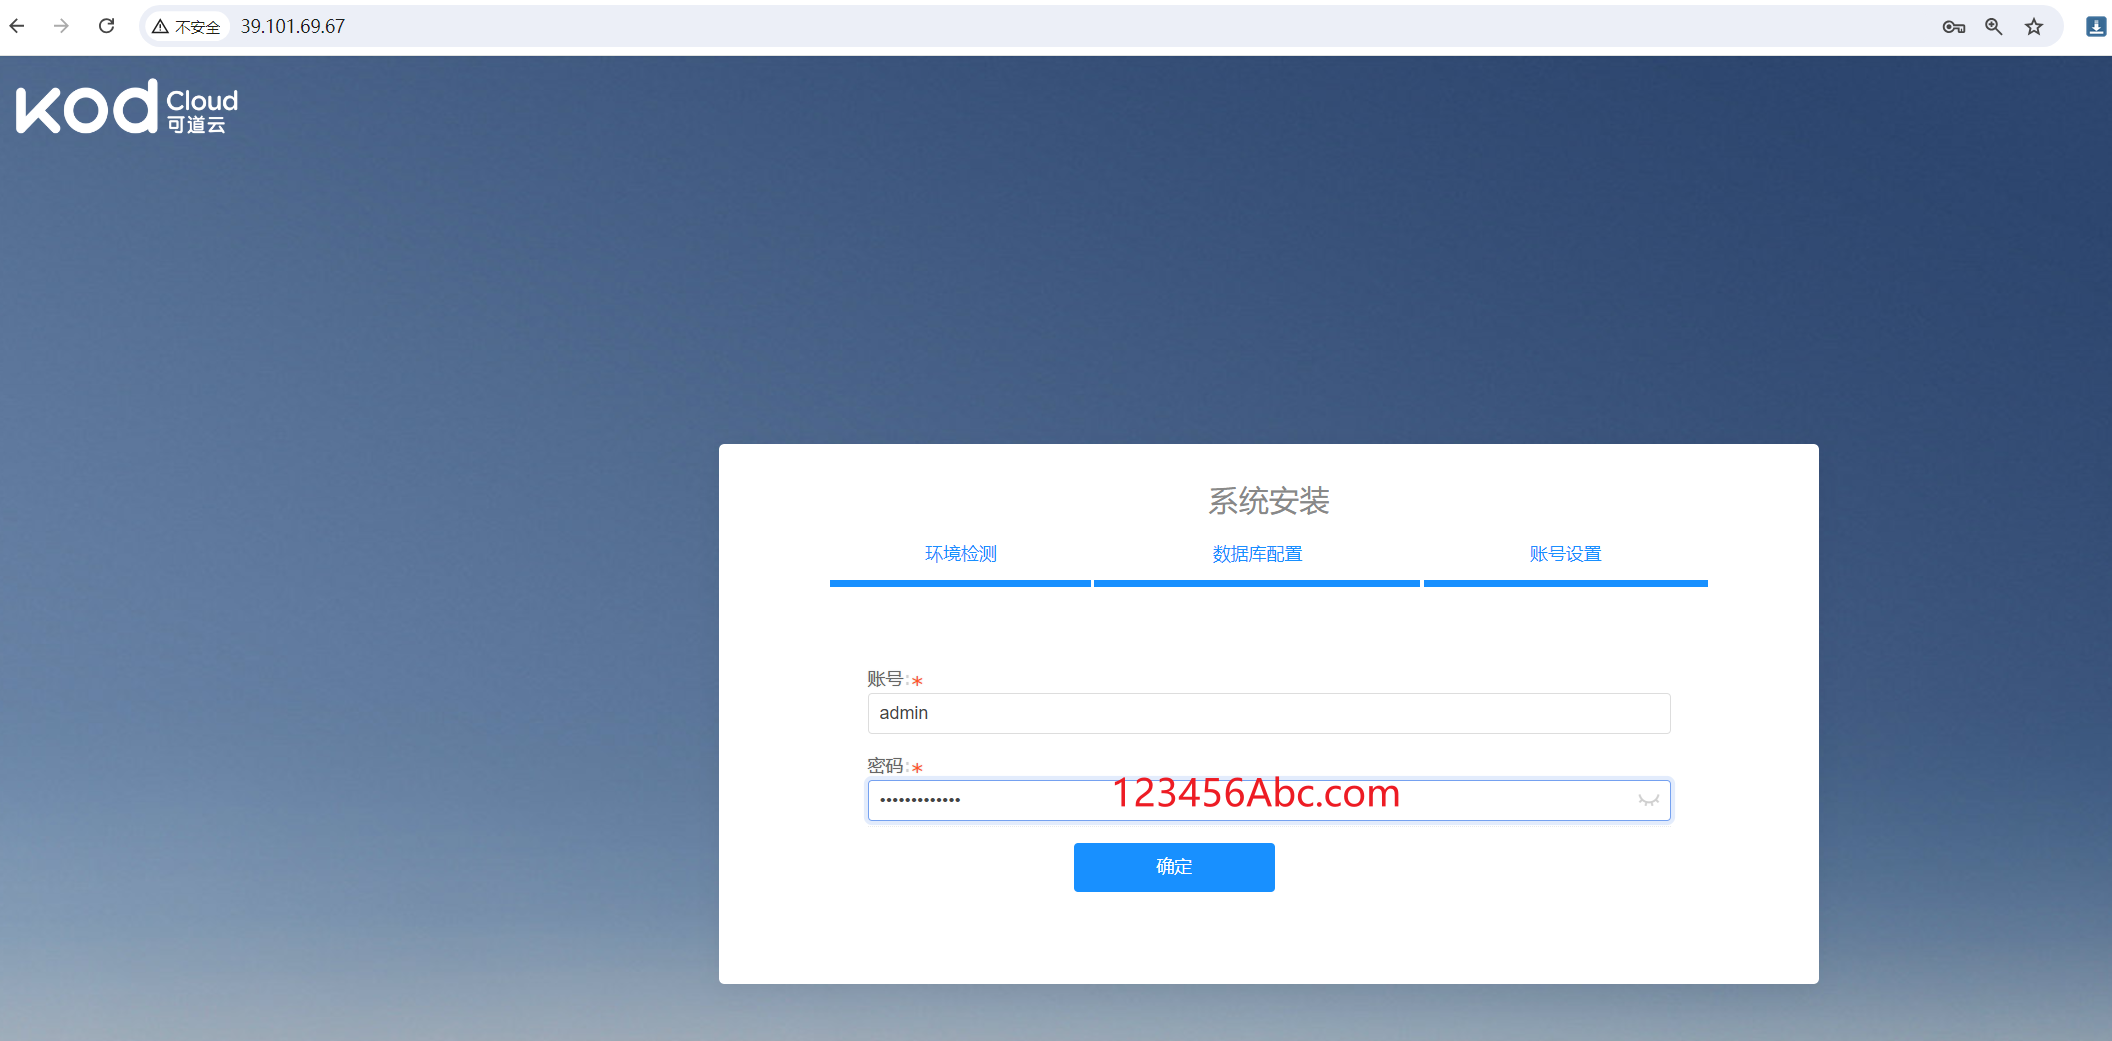 不安全 39.101.69.67
kod Cloud
可道云
系统安装
环境检测 数据库配置 账号设置
账号:*
admin
密码:*
••••••••••••• 123456Abc.com
确定